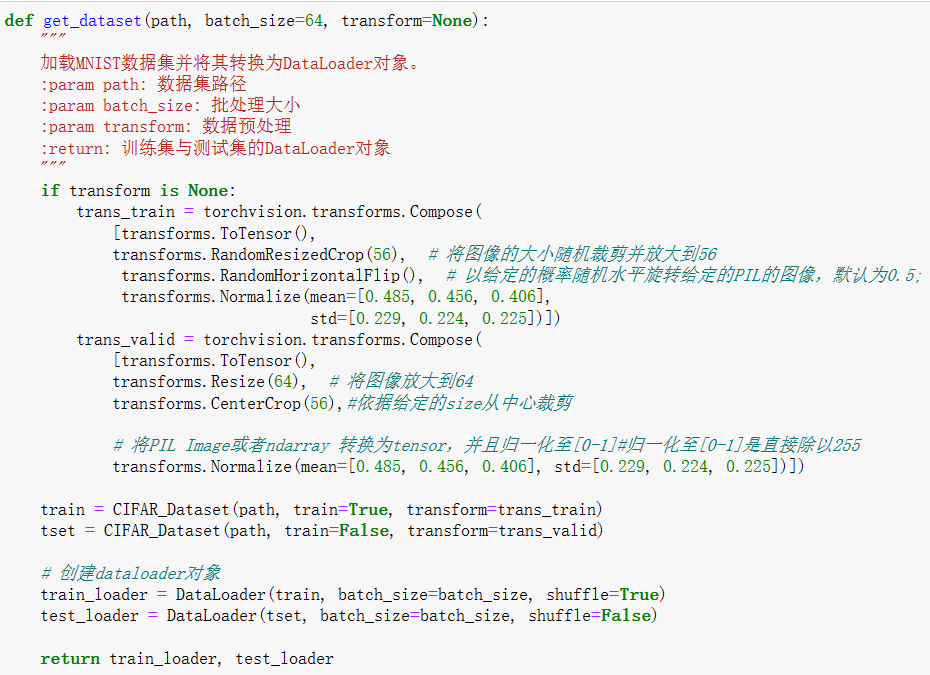 def get_dataset(path, batch_size=64, transform=None):
    """
    加载MNIST数据集并将其转换为DataLoader对象。
    :param path: 数据集路径
    :param batch_size: 批处理大小
    :param transform: 数据预处理
    :return: 训练集与测试集的DataLoader对象
    """
    if transform is None:
        trans_train = torchvision.transforms.Compose(
            [transforms.ToTensor(),
            transforms.RandomResizedCrop(56),  # 将图像的大小随机裁剪并放大到56
             transforms.RandomHorizontalFlip(),  # 以给定的概率随机水平旋转给定的PIL的图像，默认为0.5;
             transforms.Normalize(mean=[0.485, 0.456, 0.406],
                                  std=[0.229, 0.224, 0.225])])
        trans_valid = torchvision.transforms.Compose(
            [transforms.ToTensor(),
            transforms.Resize(64),  # 将图像放大到64
            transforms.CenterCrop(56),#依据给定的size从中心裁剪
            # 将PIL Image或者ndarray 转换为tensor，并且归一化至[0-1]#归一化至[0-1]是直接除以255
            transforms.Normalize(mean=[0.485, 0.456, 0.406], std=[0.229, 0.224, 0.225])])
    train = CIFAR_Dataset(path, train=True, transform=trans_train)
    tset = CIFAR_Dataset(path, train=False, transform=trans_valid)
    # 创建dataloader对象
    train_loader = DataLoader(train, batch_size=batch_size, shuffle=True)
    test_loader = DataLoader(tset, batch_size=batch_size, shuffle=False)
    return train_loader, test_loader